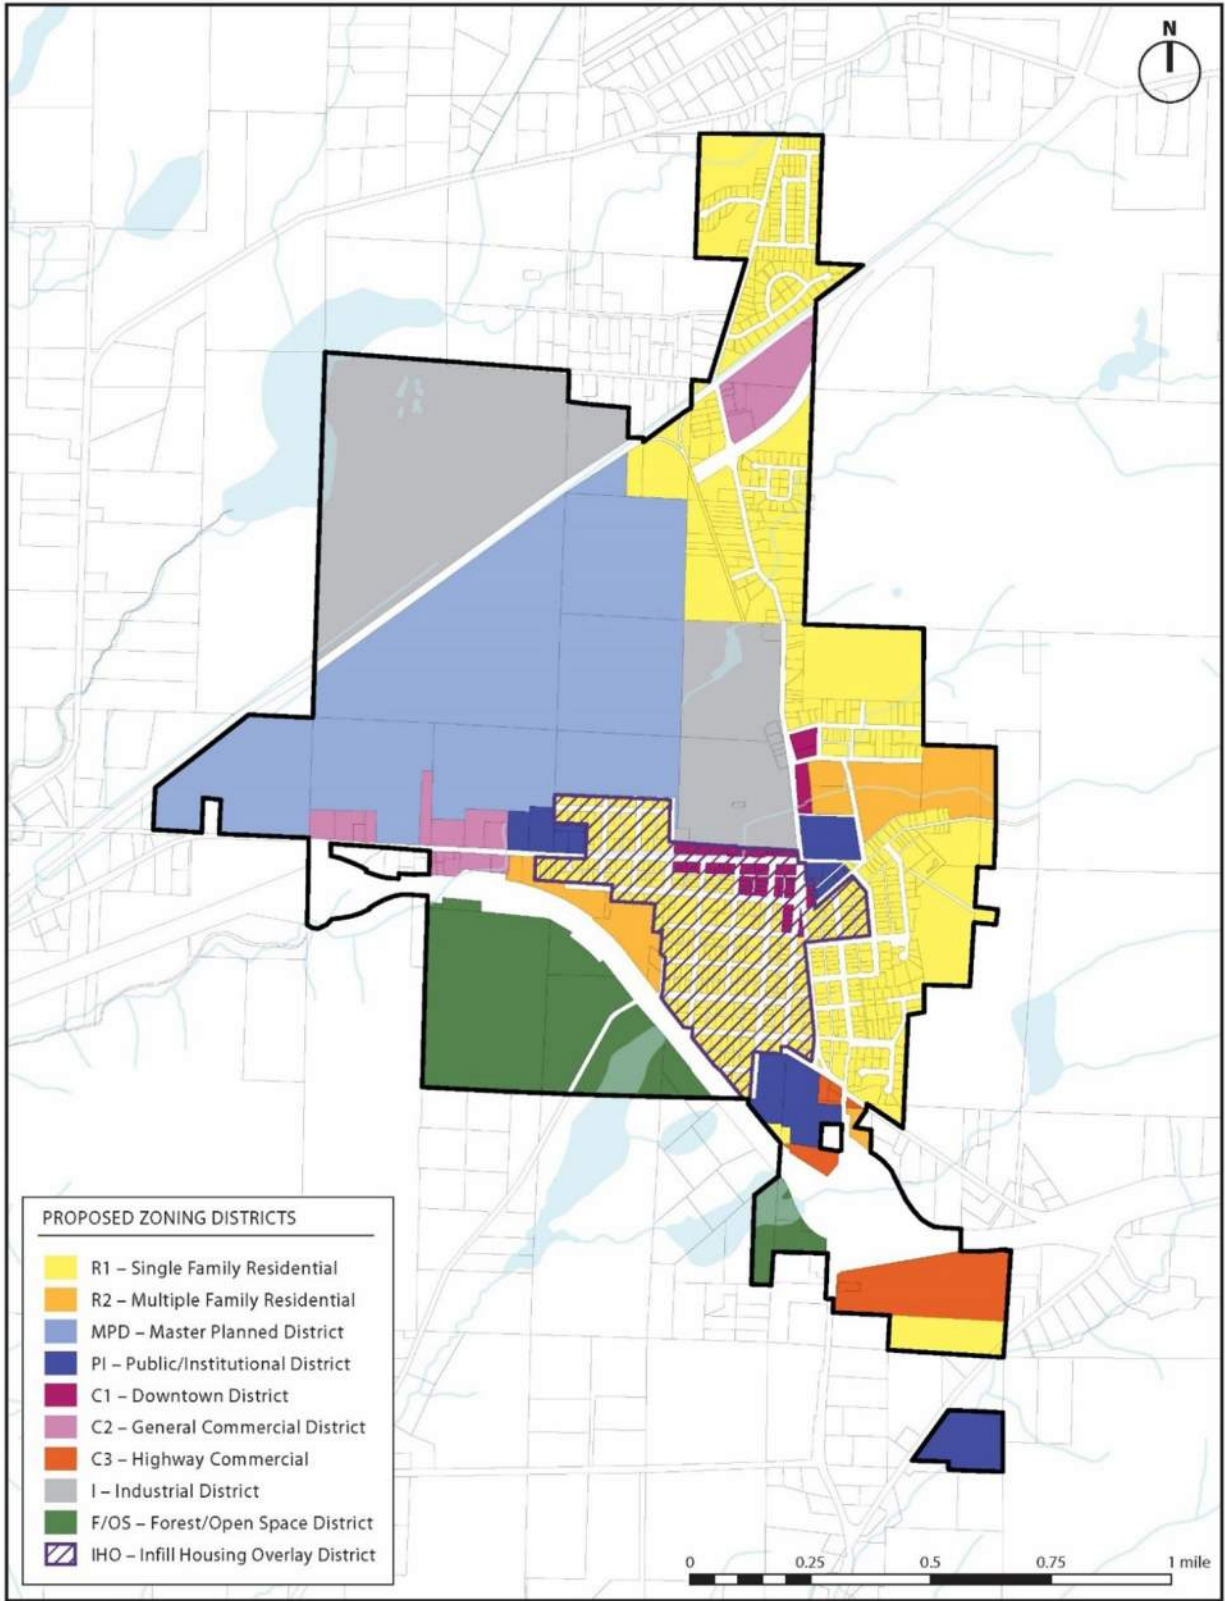 N
PROPOSED ZONING DISTRICTS
R1 – Single Family Residential
R2 – Multiple Family Residential
MPD – Master Planned District
PI – Public/Institutional District
C1 – Downtown District
C2 – General Commercial District
C3 – Highway Commercial
I – Industrial District
F/OS – Forest/Open Space District
IHO – Infill Housing Overlay District
0 0.25 0.5 0.75 1 mile